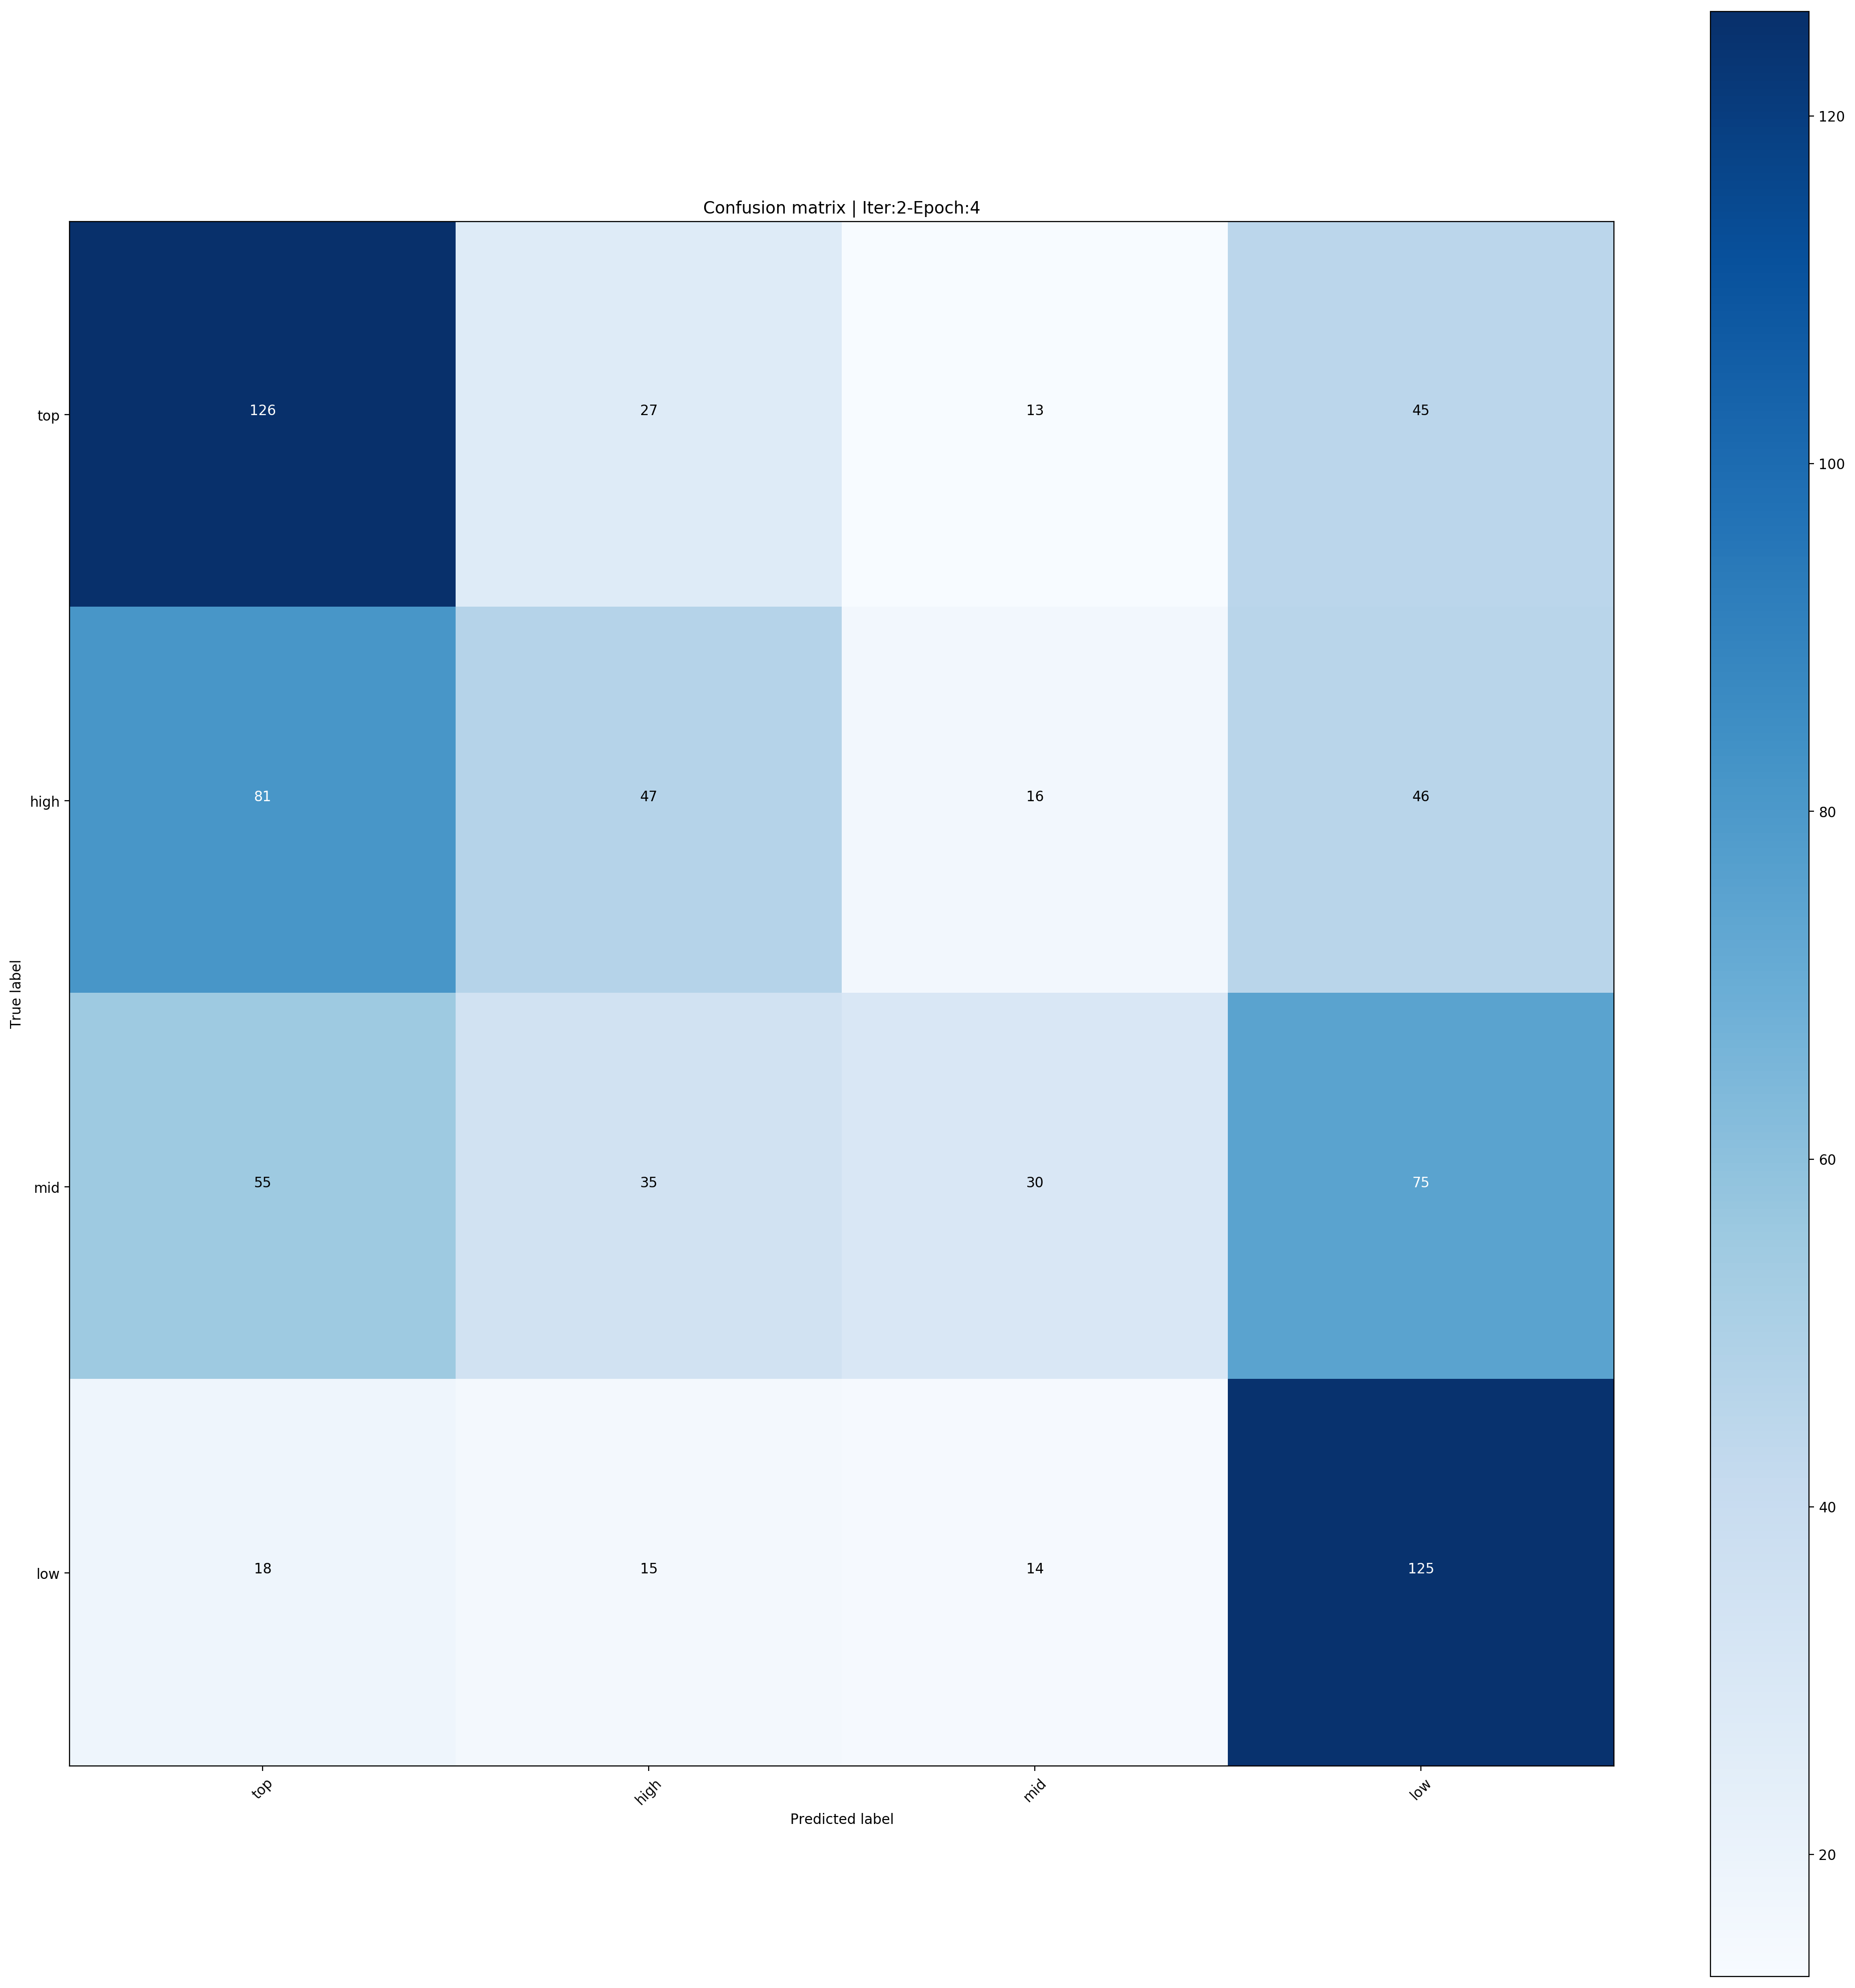 Confusion matrix | Iter:2-Epoch:4
True label
top
126 27 13 45
high
81 47 16 46
mid
55 35 30 75
low
18 15 14 125
top high mid low
Predicted label
120
100
80
60
40
20